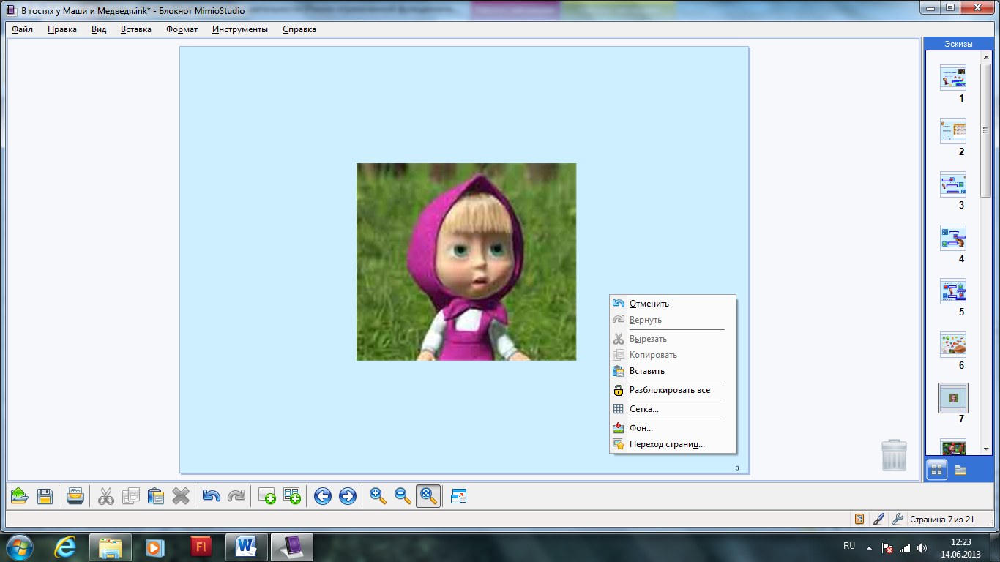 В гостях у Маши и Медведя.ink* - Блокнот MimioStudio
Файл Правка Вид Вставка Формат Инструменты Справка
Эскизы
1
2
3
4
5
6
7
Отменить
Вернуть
Вырезать
Копировать
Вставить
Разблокировать все
Сетка...
Фон...
Переход страниц...
3
Страница 7 из 21
Fl
W
RU
12:23
14.06.2013